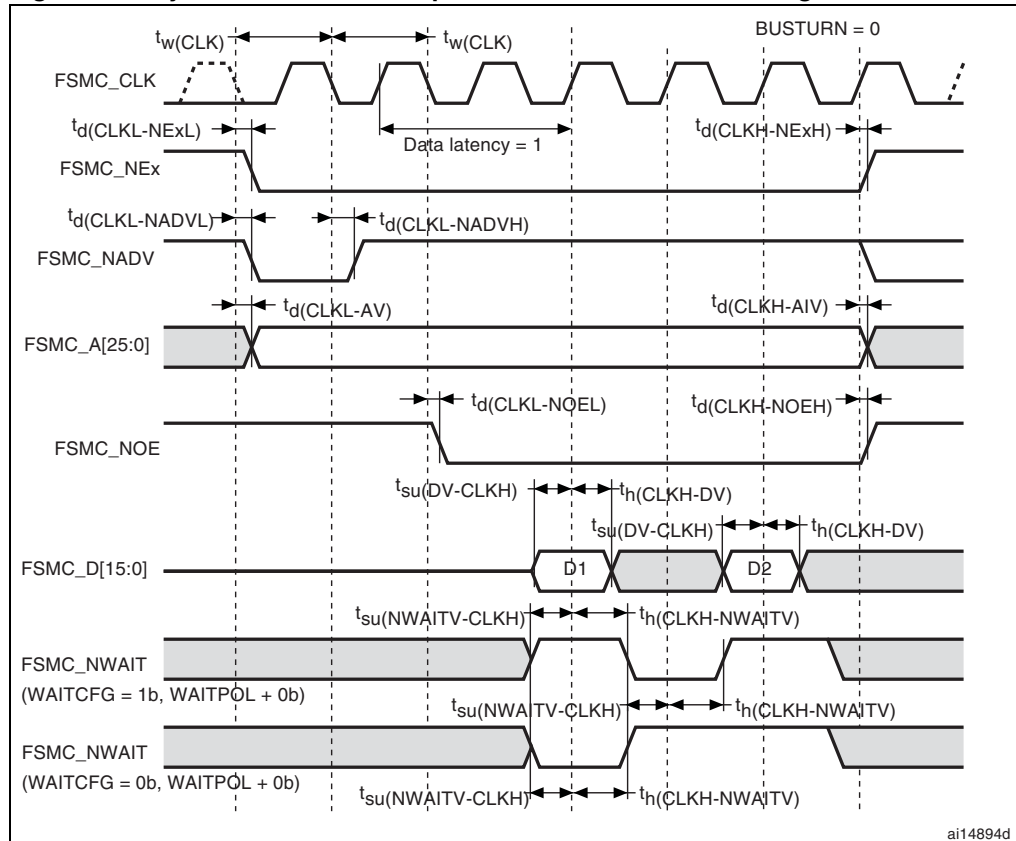 BUSTURN = 0
tw(CLK) tw(CLK)
FSMC_CLK
td(CLKL-NExL) Data latency = 1 td(CLKH-NExH)
FSMC_NEx
td(CLKL-NADVL) td(CLKL-NADVH)
FSMC_NADV
td(CLKL-AV) td(CLKH-AIV)
FSMC_A[25:0]
td(CLKL-NOEL) td(CLKH-NOEH)
FSMC_NOE
tsu(DV-CLKH) th(CLKH-DV)
tsu(DV-CLKH) th(CLKH-DV)
FSMC_D[15:0] D1 D2
tsu(NWAITV-CLKH) th(CLKH-NWAITV)
FSMC_NWAIT
(WAITCFG = 1b, WAITPOL + 0b)
tsu(NWAITV-CLKH) th(CLKH-NWAITV)
FSMC_NWAIT
(WAITCFG = 0b, WAITPOL + 0b)
tsu(NWAITV-CLKH) th(CLKH-NWAITV)
ai14894d